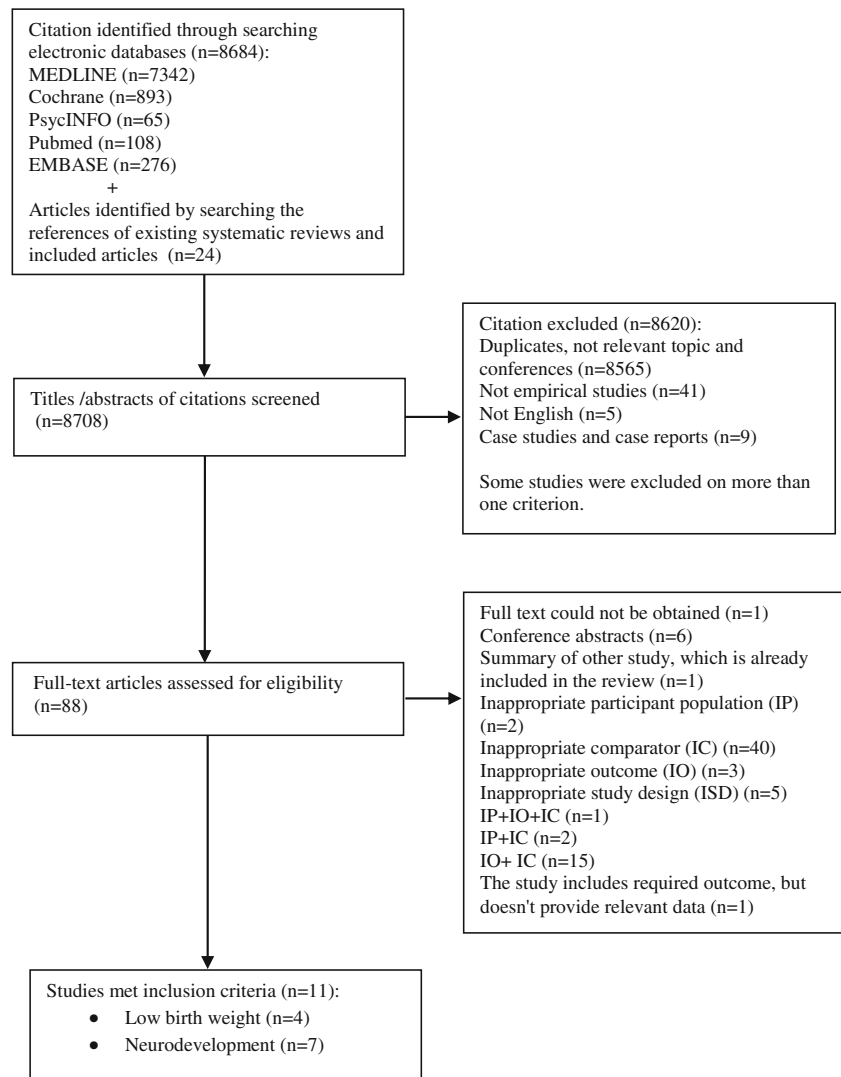 Citation identified through searching
electronic databases (n=8684):
MEDLINE (n=7342)
Cochrane (n=893)
PsycINFO (n=65)
Pubmed (n=108)
EMBASE (n=276)
+
Articles identified by searching the
references of existing systematic reviews and
included articles (n=24)
Citation excluded (n=8620):
Duplicates, not relevant topic and
conferences (n=8565)
Not empirical studies (n=41)
Not English (n=5)
Case studies and case reports (n=9)
Some studies were excluded on more than
one criterion.
Titles /abstracts of citations screened
(n=8708)
Full text could not be obtained (n=1)
Conference abstracts (n=6)
Summary of other study, which is already
included in the review (n=1)
Inappropriate participant population (IP)
(n=2)
Inappropriate comparator (IC) (n=40)
Inappropriate outcome (IO) (n=3)
Inappropriate study design (ISD) (n=5)
IP+IO+IC (n=1)
IP+IC (n=2)
IO+ IC (n=15)
The study includes required outcome, but
doesn't provide relevant data (n=1)
Full-text articles assessed for eligibility
(n=88)
Studies met inclusion criteria (n=11):
● Low birth weight (n=4)
● Neurodevelopment (n=7)